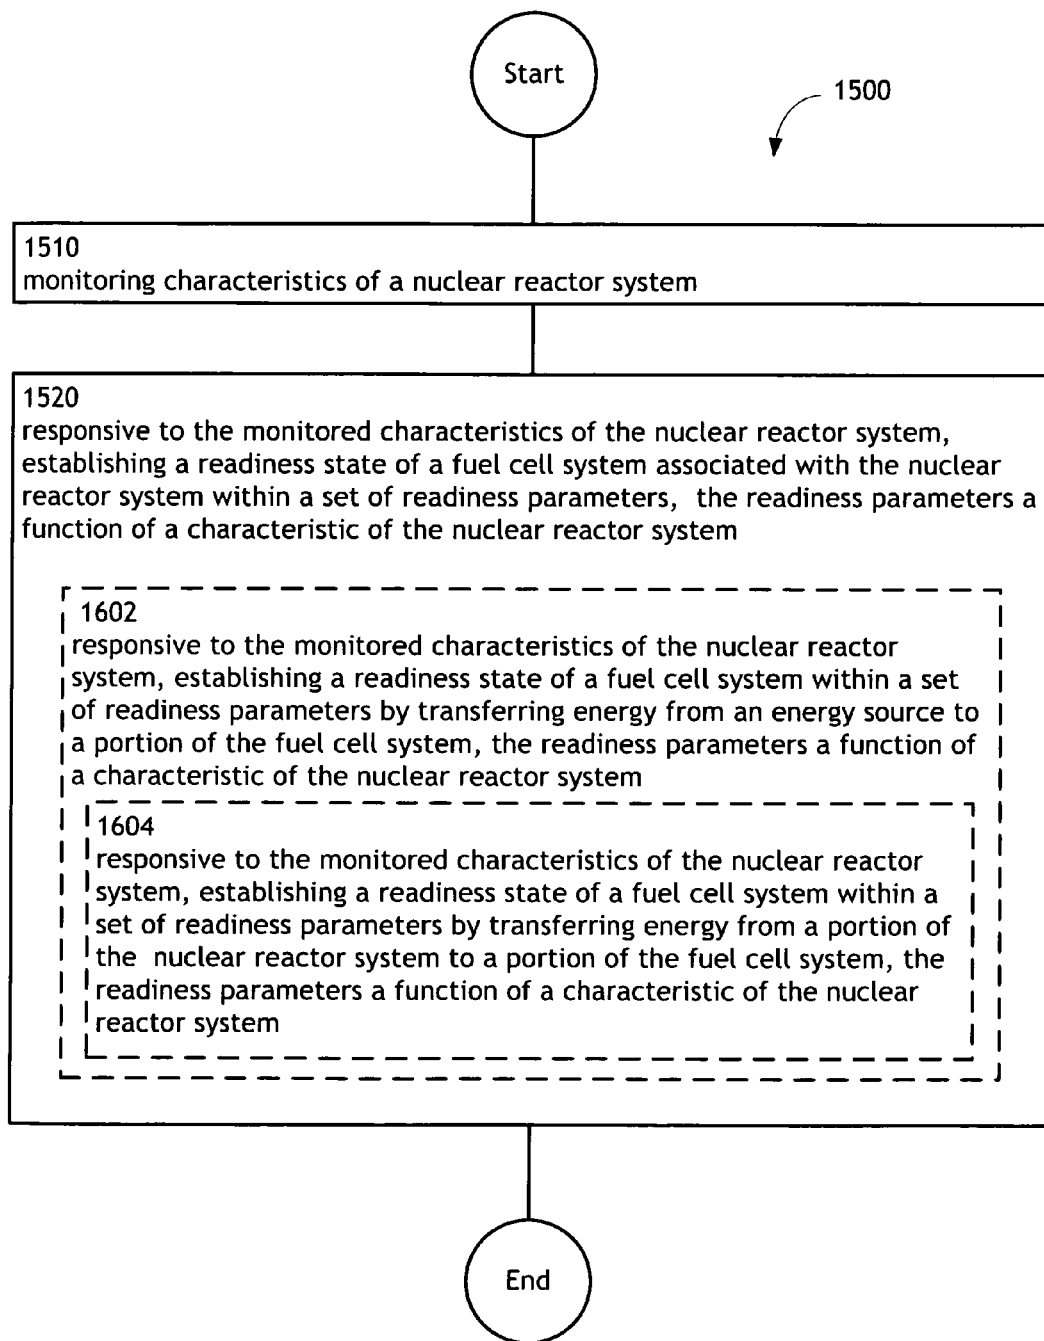 Start
1500
1510
monitoring characteristics of a nuclear reactor system
1520
responsive to the monitored characteristics of the nuclear reactor system,
establishing a readiness state of a fuel cell system associated with the nuclear
reactor system within a set of readiness parameters, the readiness parameters a
function of a characteristic of the nuclear reactor system
1602
responsive to the monitored characteristics of the nuclear reactor
system, establishing a readiness state of a fuel cell system within a set
of readiness parameters by transferring energy from an energy source to
a portion of the fuel cell system, the readiness parameters a function of
a characteristic of the nuclear reactor system
1604
responsive to the monitored characteristics of the nuclear reactor
system, establishing a readiness state of a fuel cell system within a
set of readiness parameters by transferring energy from a portion of
the nuclear reactor system to a portion of the fuel cell system, the
readiness parameters a function of a characteristic of the nuclear
reactor system
End